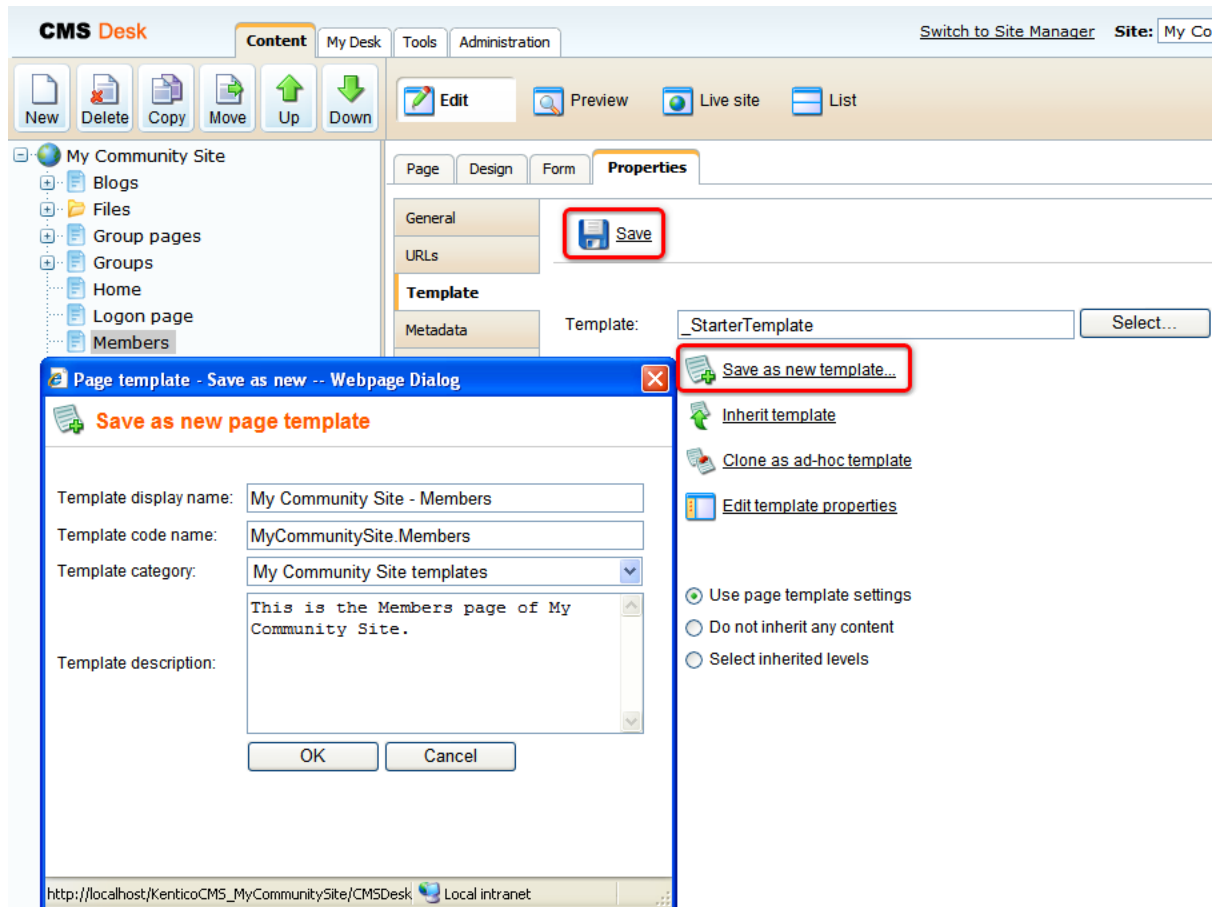 CMS Desk
Content
My Desk
Tools
Administration
Switch to Site Manager
Site: My Co
New
Delete
Copy
Move
Up
Down
Edit
Preview
Live site
List
My Community Site
Blogs
Files
Group pages
Groups
Home
Logon page
Members
Page
Design
Form
Properties
General
URLs
Template
Metadata
Save
Template:
_StarterTemplate
Select...
Save as new template...
Inherit template
Clone as ad-hoc template
Edit template properties
Use page template settings
Do not inherit any content
Select inherited levels
Page template - Save as new -- Webpage Dialog
Save as new page template
Template display name:
My Community Site - Members
Template code name:
MyCommunitySite.Members
Template category:
My Community Site templates
Template description:
This is the Members page of My
Community Site.
OK
Cancel
http://localhost/KenticoCMS_MyCommunitySite/CMSDesk
Local intranet